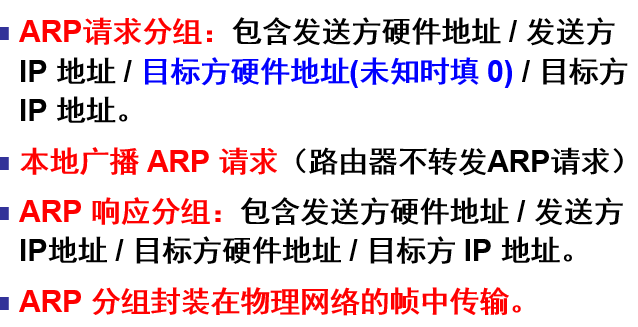 ARP请求分组：包含发送方硬件地址 / 发送方
IP 地址 / 目标方硬件地址(未知时填 0) / 目标方
IP 地址。
本地广播 ARP 请求（路由器不转发ARP请求）
ARP 响应分组：包含发送方硬件地址 / 发送方
IP地址 / 目标方硬件地址 / 目标方 IP 地址。
ARP 分组封装在物理网络的帧中传输。